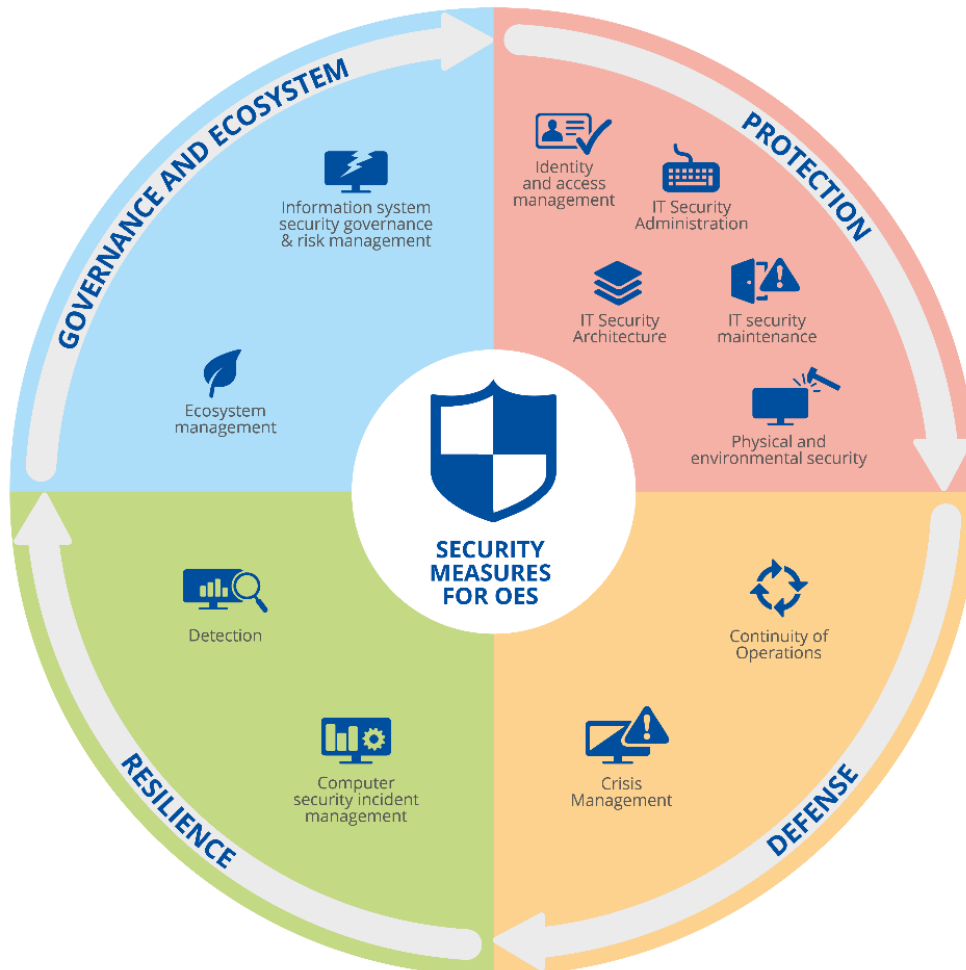 GOVERNANCE AND ECOSYSTEM
Information system
security governance
& risk management
Ecosystem
management
PROTECTION
Identity
and access
management
IT Security
Administration
IT Security
Architecture
IT security
maintenance
Physical and
environmental security
SECURITY
MEASURES
FOR OES
DEFENSE
Continuity of
Operations
Crisis
Management
RESILIENCE
Detection
Computer
security incident
management